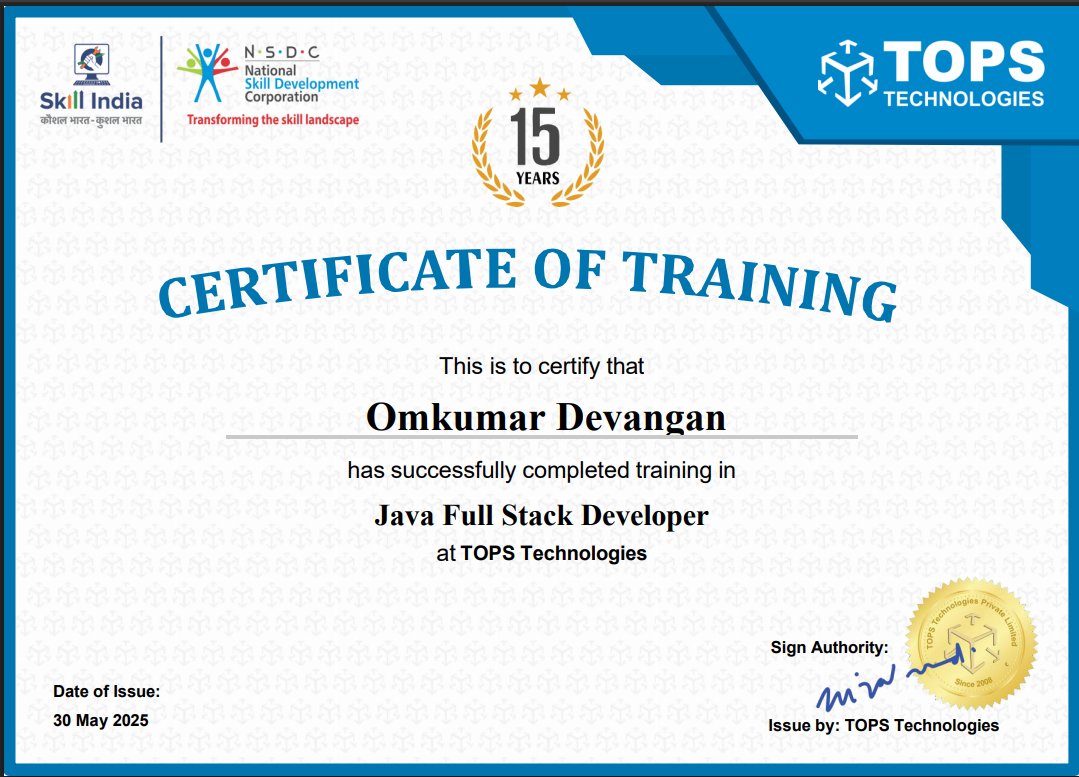 Skill India
कौशल भारत - कुशल भारत
N·S·D·C
National
Skill Development
Corporation
Transforming the skill landscape
15
YEARS
TOPS
TECHNOLOGIES
CERTIFICATE OF TRAINING
This is to certify that
Omkumar Devangan
has successfully completed training in
Java Full Stack Developer
at TOPS Technologies
Date of Issue:
30 May 2025
Sign Authority:
TOPS Technologies Private Limited
Since 2008
Issue by: TOPS Technologies